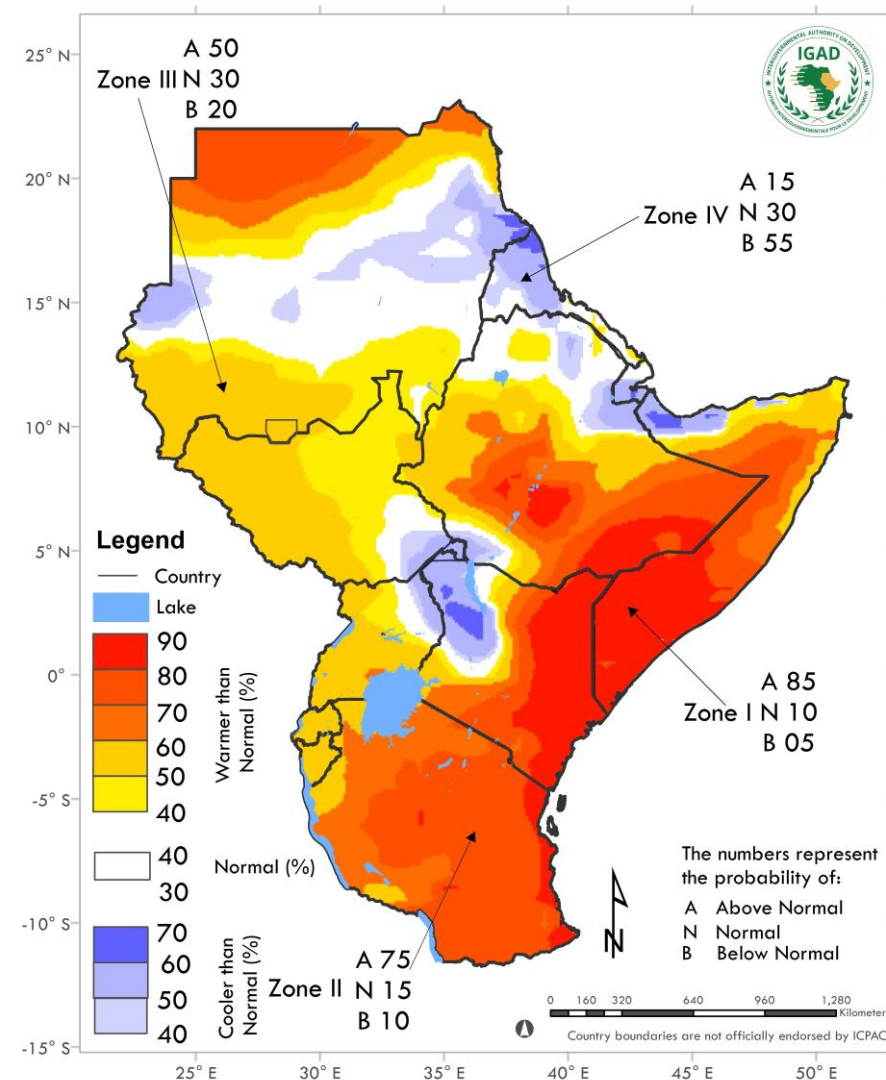 25° N
20° N
15° N
10° N
5° N
0°
-5° S
-10° S
-15° S
A 50
Zone III N 30
B 20
INTERGOVERNMENTAL AUTHORITY ON DEVELOPMENT
IGAD
A 15
Zone IV N 30
B 55
A 85
Zone I N 10
B 05
A 75
Zone II N 15
B 10
Legend
Country
Lake
90
80
70
60
50
40
Warmer than
Normal (%)
40
30
Normal (%)
70
60
50
40
Cooler than
Normal (%)
The numbers represent
the probability of:
A Above Normal
N Normal
B Below Normal
N
0 160 320 640 960 1,280
Kilometer
Country boundaries are not officially endorsed by ICPAC
25° E
30° E
35° E
40° E
45° E
50° E